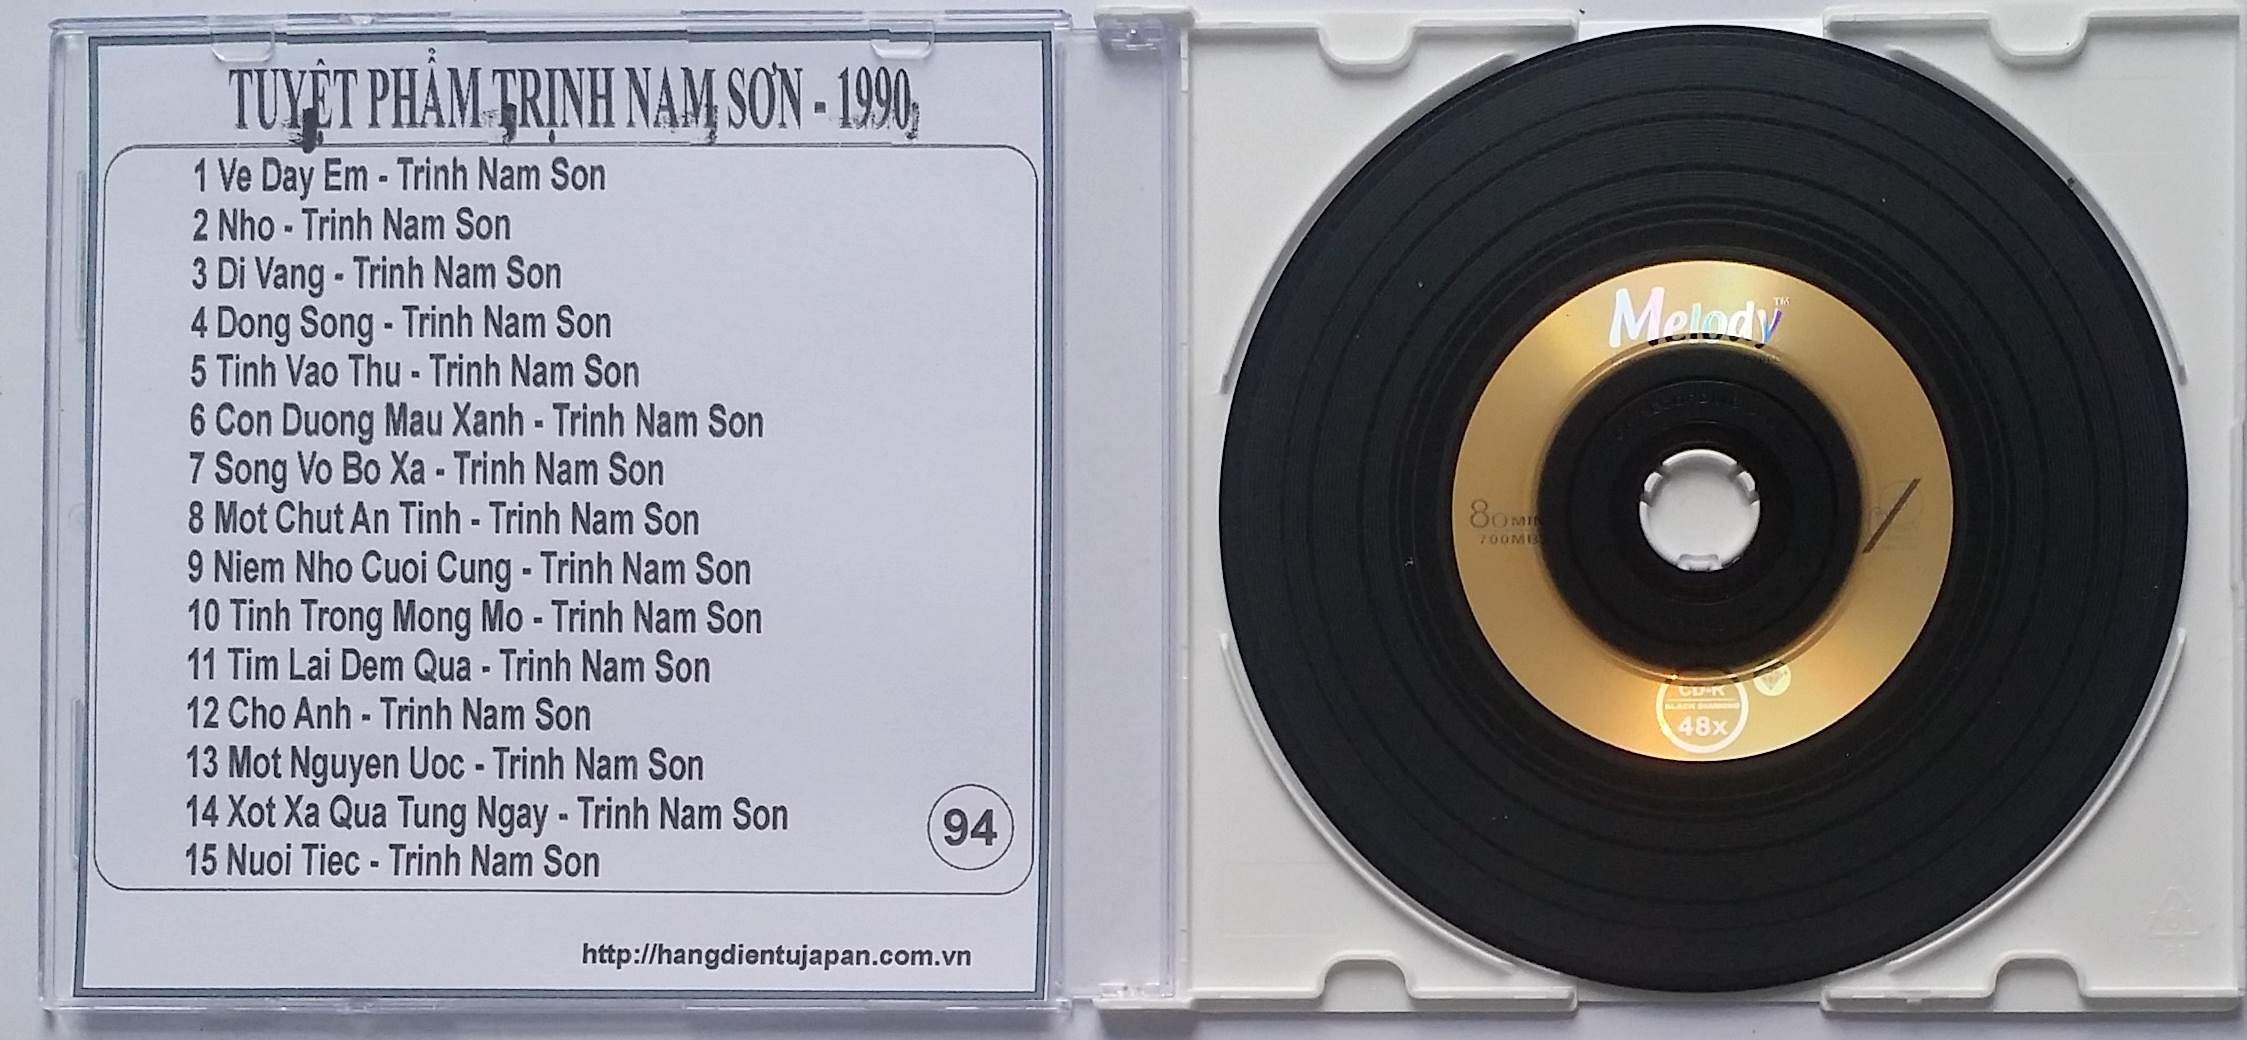 TUYỆT PHẨM TRỊNH NAM SƠN - 1990
1 Ve Day Em - Trinh Nam Son
2 Nho - Trinh Nam Son
3 Di Vang - Trinh Nam Son
4 Dong Song - Trinh Nam Son
5 Tinh Vao Thu - Trinh Nam Son
6 Con Duong Mau Xanh - Trinh Nam Son
7 Song Vo Bo Xa - Trinh Nam Son
8 Mot Chut An Tinh - Trinh Nam Son
9 Niem Nho Cuoi Cung - Trinh Nam Son
10 Tinh Trong Mong Mo - Trinh Nam Son
11 Tim Lai Dem Qua - Trinh Nam Son
12 Cho Anh - Trinh Nam Son
13 Mot Nguyen Uoc - Trinh Nam Son
14 Xot Xa Qua Tung Ngay - Trinh Nam Son
15 Nuoi Tiec - Trinh Nam Son
94
http://hangdientujapan.com.vn
Melody™
80MIN
700MB
CD-R
BLACK DIAMOND
48x